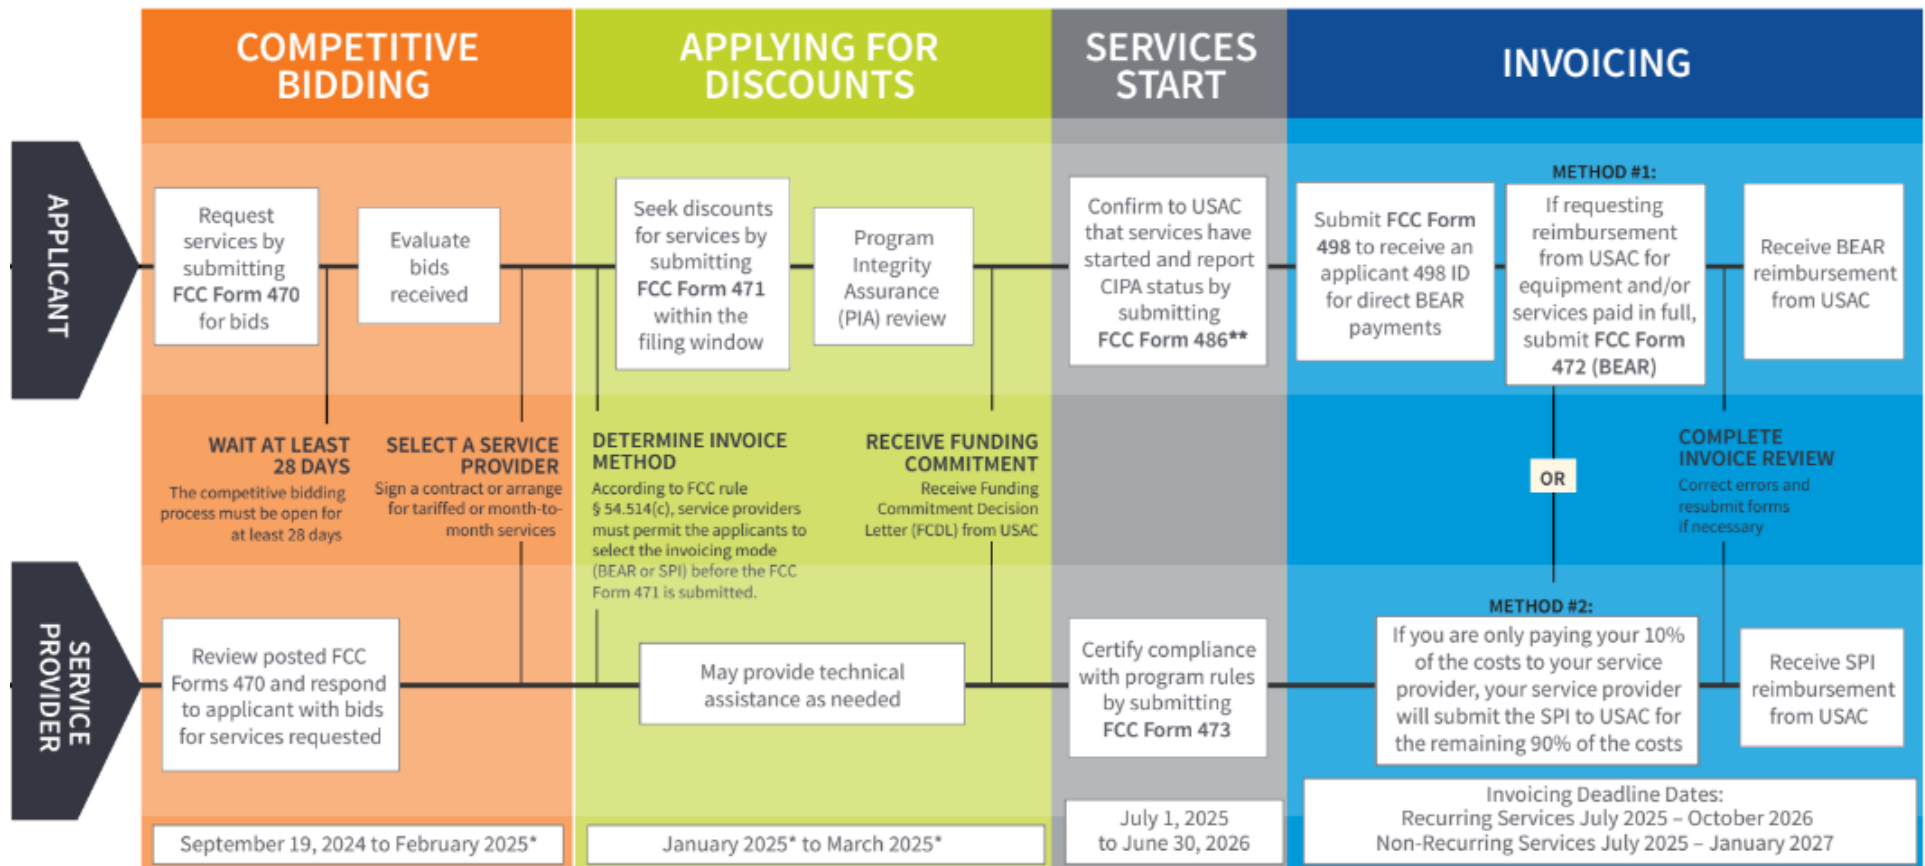 COMPETITIVE
BIDDING
APPLYING FOR
DISCOUNTS
SERVICES
START
INVOICING
APPLICANT
Request
services by
submitting
FCC Form 470
for bids
Evaluate
bids
received
Seek discounts
for services by
submitting
FCC Form 471
within the
filing window
Program
Integrity
Assurance
(PIA) review
Confirm to USAC
that services have
started and report
CIPA status by
submitting
FCC Form 486**
Submit FCC Form
498 to receive an
applicant 498 ID
for direct BEAR
payments
METHOD #1:
If requesting
reimbursement
from USAC for
equipment and/or
services paid in full,
submit FCC Form
472 (BEAR)
Receive BEAR
reimbursement
from USAC
WAIT AT LEAST
28 DAYS
The competitive bidding
process must be open for
at least 28 days
SELECT A SERVICE
PROVIDER
Sign a contract or arrange
for tariffed or month-to-
month services
DETERMINE INVOICE
METHOD
According to FCC rule
§ 54.514(c), service providers
must permit the applicants to
select the invoicing mode
(BEAR or SPI) before the FCC
Form 471 is submitted.
RECEIVE FUNDING
COMMITMENT
Receive Funding
Commitment Decision
Letter (FCDL) from USAC
OR
COMPLETE
INVOICE REVIEW
Correct errors and
resubmit forms
if necessary
SERVICE
PROVIDER
Review posted FCC
Forms 470 and respond
to applicant with bids
for services requested
May provide technical
assistance as needed
Certify compliance
with program rules
by submitting
FCC Form 473
METHOD #2:
If you are only paying your 10%
of the costs to your service
provider, your service provider
will submit the SPI to USAC for
the remaining 90% of the costs
Receive SPI
reimbursement
from USAC
September 19, 2024 to February 2025*
January 2025* to March 2025*
July 1, 2025
to June 30, 2026
Invoicing Deadline Dates:
Recurring Services July 2025 – October 2026
Non-Recurring Services July 2025 – January 2027